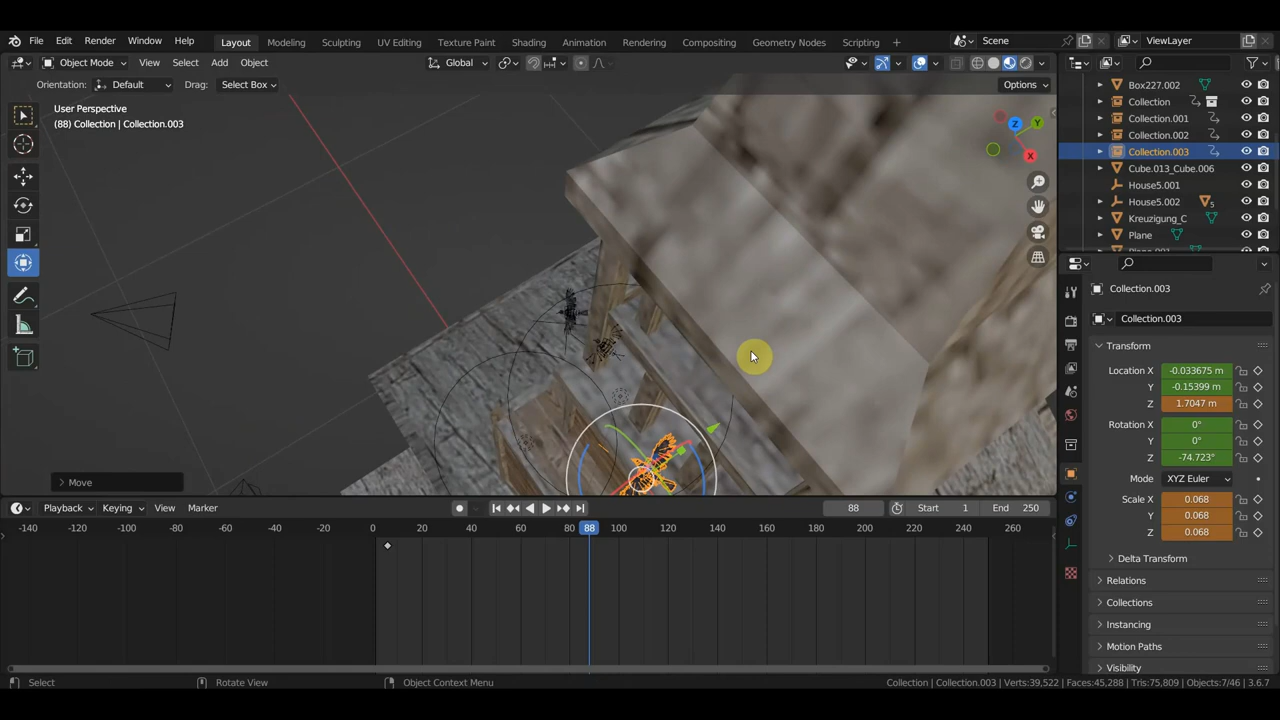 File Edit Render Window Help Layout Modeling Sculpting UV Editing Texture Paint Shading Animation Rendering Compositing Geometry Nodes Scripting + Scene ViewLayer
Object Mode View Select Add Object Global
Orientation: Default Drag: Select Box Options
User Perspective
(88) Collection | Collection.003
Z Y X
Box227.002
Collection
Collection.001
Collection.002
Collection.003
Cube.013_Cube.006
House5.001
House5.002 5
Kreuzigung_C
Plane
Collection.003
Collection.003
Transform
Location X -0.033675 m
Y -0.15399 m
Z 1.7047 m
Rotation X 0°
Y 0°
Z -74.723°
Mode XYZ Euler
Scale X 0.068
Y 0.068
Z 0.068
Delta Transform
Relations
Collections
Instancing
Motion Paths
Visibility
Move
Playback Keying View Marker 88 Start 1 End 250
-140 -120 -100 -80 -60 -40 -20 0 20 40 60 80 88 100 120 140 160 180 200 220 240 260
Select Rotate View Object Context Menu Collection | Collection.003 | Verts:39,522 | Faces:45,288 | Tris:75,809 | Objects:7/46 | 3.6.7